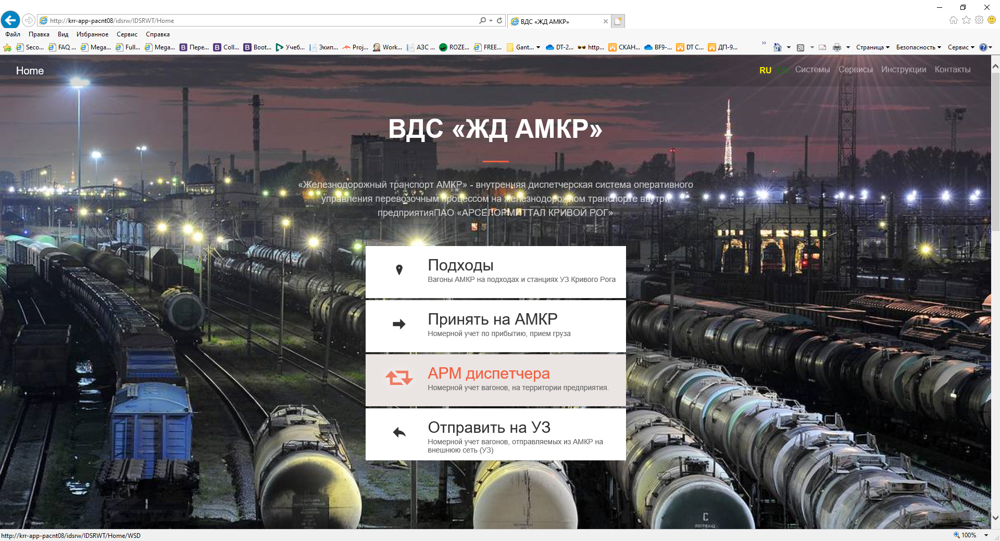 http://krr-app-pacnt08/idsrw/IDSRWT/Home
ВДС «ЖД АМКР»
Файл Правка Вид Избранное Сервис Справка
Seco... FAQ ... Mega... Full... Mega... Пере... Coll... Boot... Учеб... Экип... Proj... Work... АЗС ... ROZE... FREE... Gant... DT-2... http... СКАН... BF9-... DT С... ДП-9...
Страница Безопасность Сервис
Home
RU EN Системы Сервисы Инструкции Контакты
ВДС «ЖД АМКР»
«Железнодорожный транспорт АМКР» - внутренняя диспетчерская система оперативного
управления перевозочным процессом на железнодорожном транспорте внутри
предприятияПАО «АРСЕЛОРМИТТАЛ КРИВОЙ РОГ»
Подходы
Вагоны АМКР на подходах и станциях УЗ Кривого Рога
Принять на АМКР
Номерной учет по прибытию, прием груза
АРМ диспетчера
Номерной учет вагонов, на территории предприятия.
Отправить на УЗ
Номерной учет вагонов, отправляемых из АМКР на
внешнюю сеть (УЗ)
http://krr-app-pacnt08/idsrw/IDSRWT/Home/WSD
100%